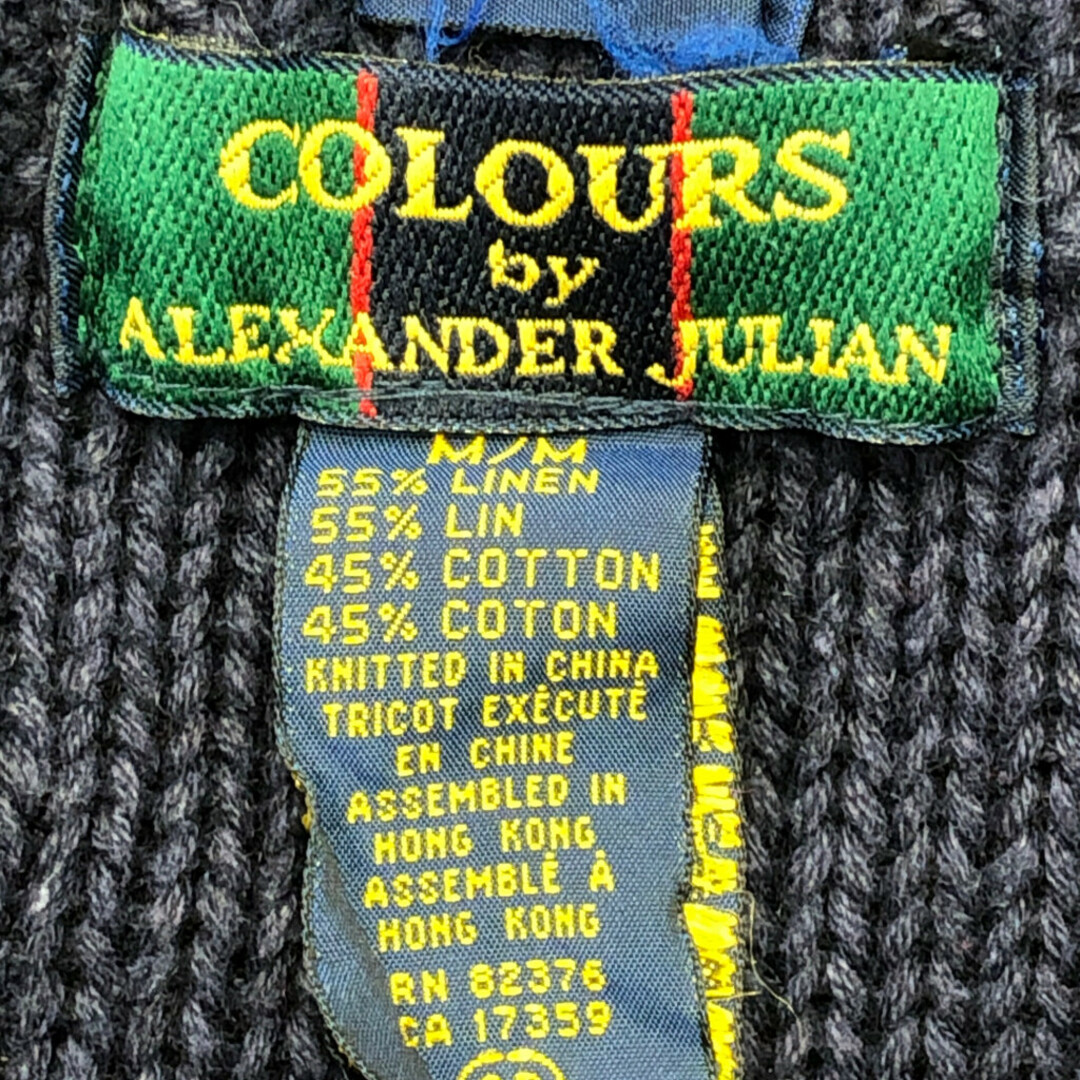 COLOURS
by
ALEXANDER JULIAN
M/M
55% LINEN
55% LIN
45% COTTON
45% COTON
KNITTED IN CHINA
TRICOT EXÉCUTÉ
EN CHINE
ASSEMBLED IN
HONG KONG
ASSEMBLÉ À
HONG KONG
RN 82376
CA 17359